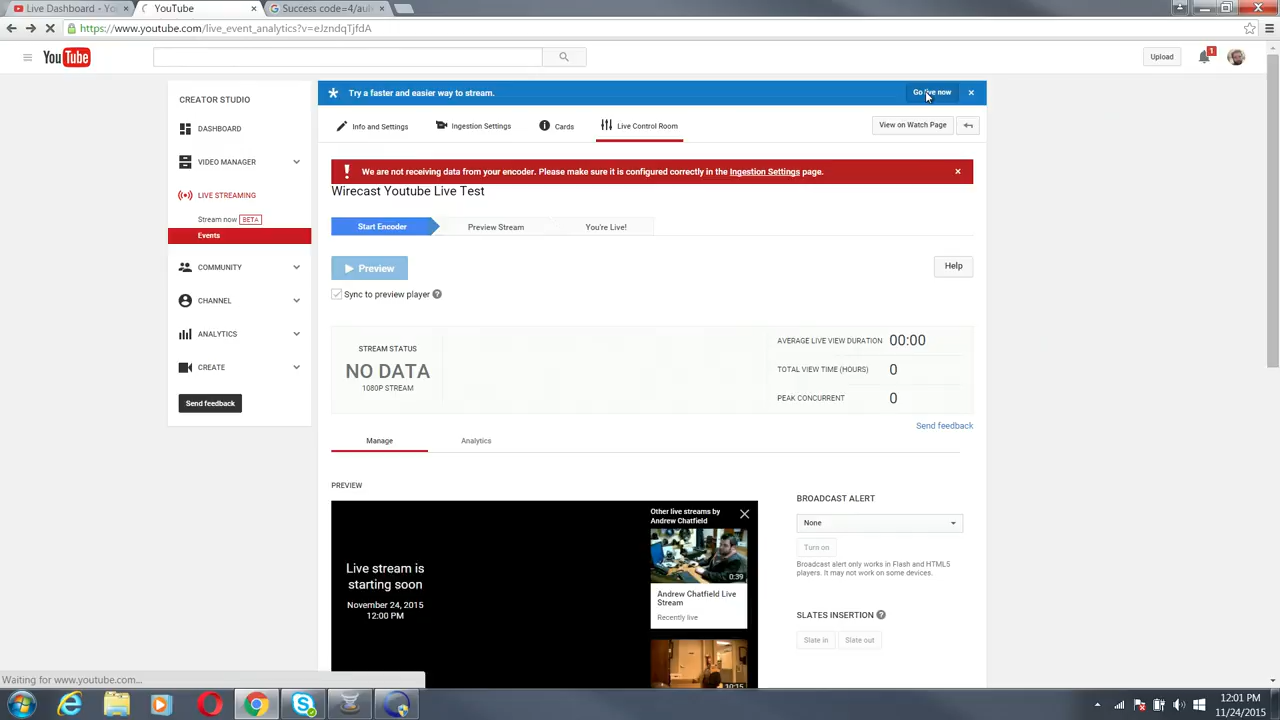 Live Dashboard - YouTube
YouTube
Success code=4/au
https://www.youtube.com/live_event_analytics?v=eJzndqTjfdA
YouTube
Upload
1
CREATOR STUDIO
DASHBOARD
VIDEO MANAGER
LIVE STREAMING
Stream now BETA
Events
COMMUNITY
CHANNEL
ANALYTICS
CREATE
Send feedback
Try a faster and easier way to stream.
Go live now
Info and Settings
Ingestion Settings
Cards
Live Control Room
View on Watch Page
We are not receiving data from your encoder. Please make sure it is configured correctly in the Ingestion Settings page.
Wirecast Youtube Live Test
Start Encoder
Preview Stream
You're Live!
Preview
Help
Sync to preview player
STREAM STATUS
NO DATA
1080P STREAM
AVERAGE LIVE VIEW DURATION 00:00
TOTAL VIEW TIME (HOURS) 0
PEAK CONCURRENT 0
Send feedback
Manage
Analytics
PREVIEW
Live stream is
starting soon
November 24, 2015
12:00 PM
Other live streams by
Andrew Chatfield
0:39
Andrew Chatfield Live
Stream
Recently live
10:15
BROADCAST ALERT
None
Turn on
Broadcast alert only works in Flash and HTML5
players. It may not work on some devices.
SLATES INSERTION
Slate in
Slate out
Waiting for www.youtube.com...
12:01 PM
11/24/2015